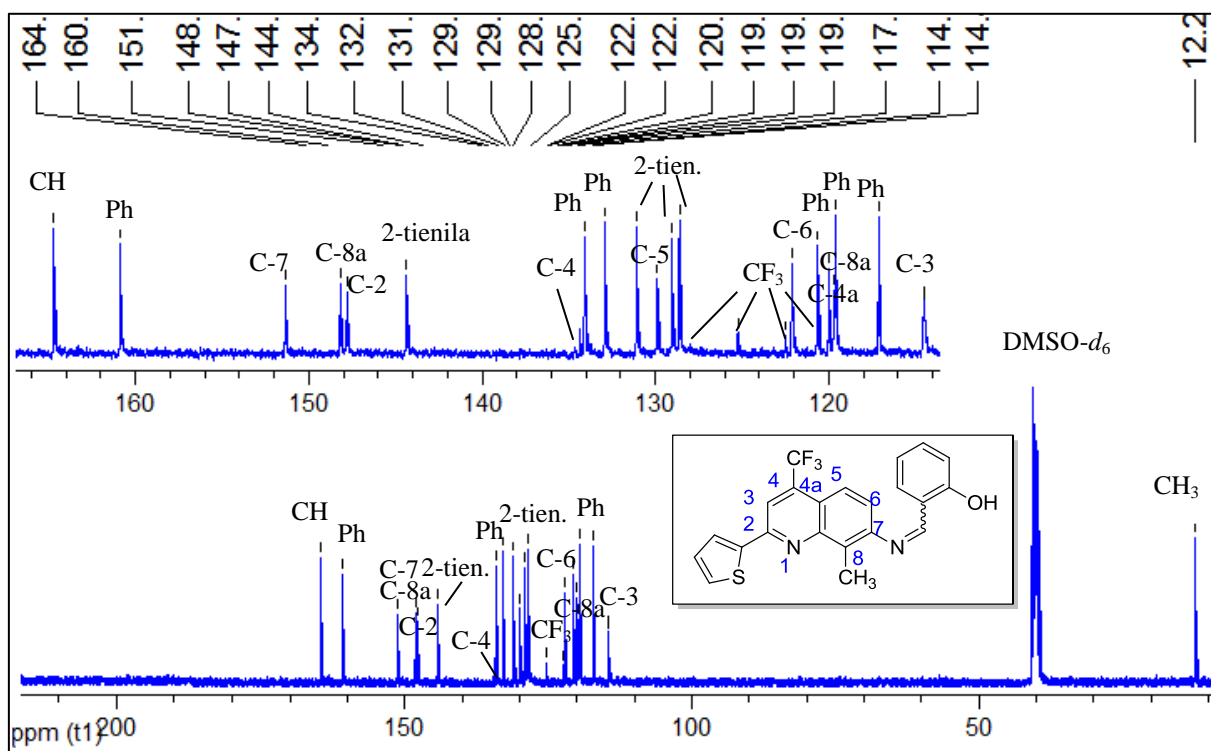 164. 160. 151. 148. 147. 144. 134. 132. 131. 129. 129. 128. 125. 122. 122. 120. 119. 119. 119. 117. 114. 114. 12.2
CH
Ph
C-7
C-8a
C-2
2-tienila
C-4
Ph
Ph
2-tien.
C-5
CF3
C-6
Ph
Ph
C-8a
C-4a
Ph
C-3
160 150 140 130 120
DMSO-d6
CH
Ph
C-7
C-8a
C-2
2-tien.
C-4
Ph
2-tien.
CF3
C-6
C-8a
Ph
C-3
CH3
CF3
5
4
4a
3
6
2
7
OH
N
N
1
8
S
CH3
ppm (t1) 200 150 100 50